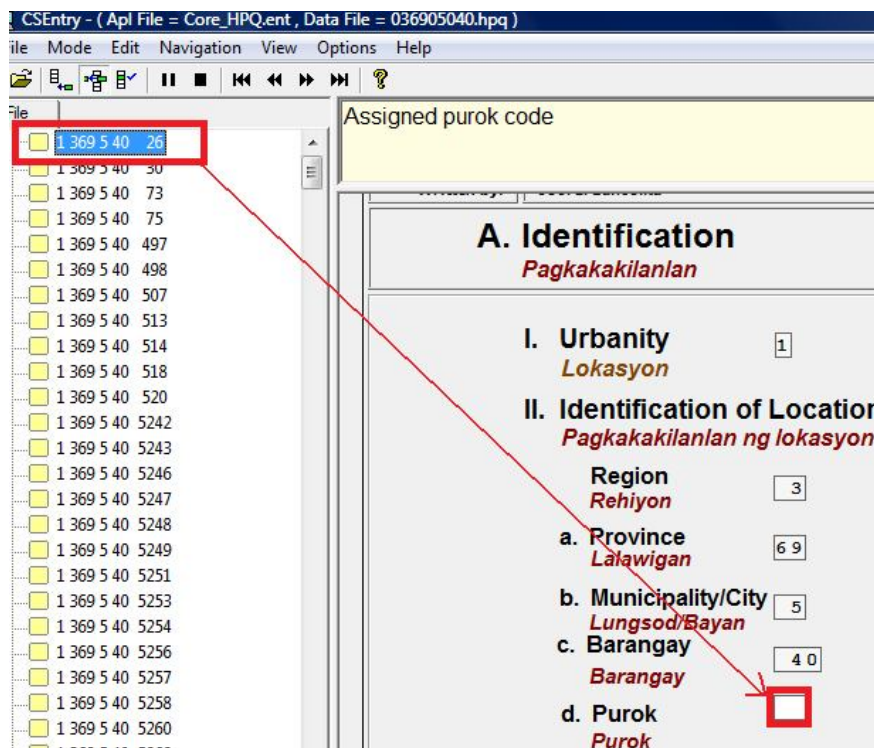 CSEntry - ( Apl File = Core_HPQ.ent , Data File = 036905040.hpq )
File Mode Edit Navigation View Options Help
File
1 369 5 40 26
1 369 5 40 30
1 369 5 40 73
1 369 5 40 75
1 369 5 40 497
1 369 5 40 498
1 369 5 40 507
1 369 5 40 513
1 369 5 40 514
1 369 5 40 518
1 369 5 40 520
1 369 5 40 5242
1 369 5 40 5243
1 369 5 40 5246
1 369 5 40 5247
1 369 5 40 5248
1 369 5 40 5249
1 369 5 40 5251
1 369 5 40 5253
1 369 5 40 5254
1 369 5 40 5256
1 369 5 40 5257
1 369 5 40 5258
1 369 5 40 5260
Assigned purok code
A. Identification
Pagkakakilanlan
I. Urbanity 1
Lokasyon
II. Identification of Location
Pagkakakilanlan ng lokasyon
Region 3
Rehiyon
a. Province 6 9
Lalawigan
b. Municipality/City 5
Lungsod/Bayan
c. Barangay 4 0
Barangay
d. Purok
Purok